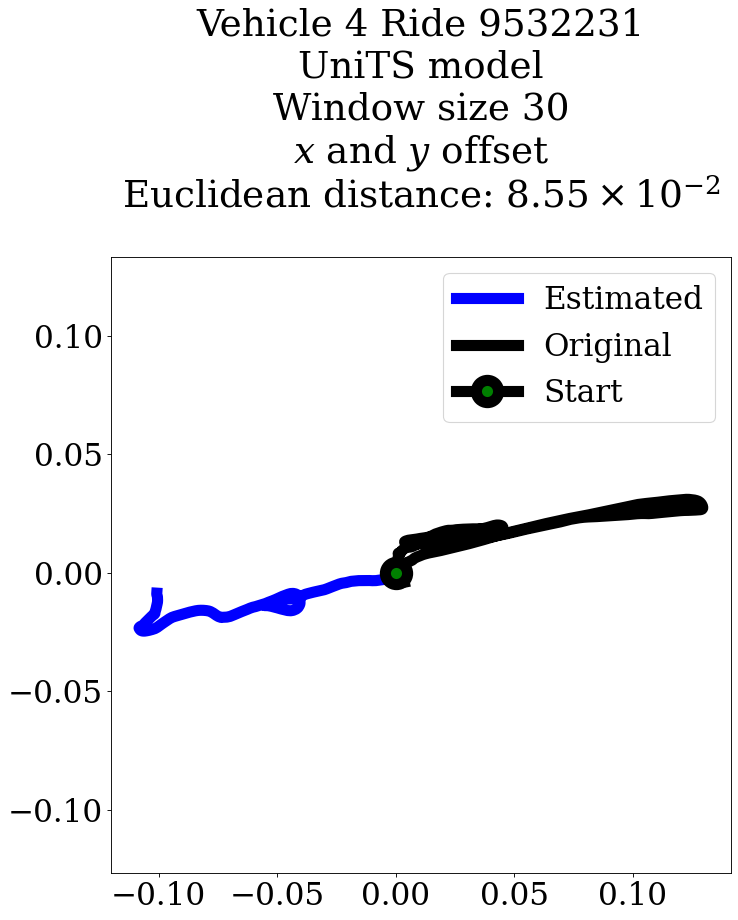 Vehicle 4 Ride 9532231
UniTS model
Window size 30
x and y offset
Euclidean distance: 8.55 × 10⁻²
Estimated
Original
Start
0.10
0.05
0.00
−0.05
−0.10
−0.10 −0.05 0.00 0.05 0.10